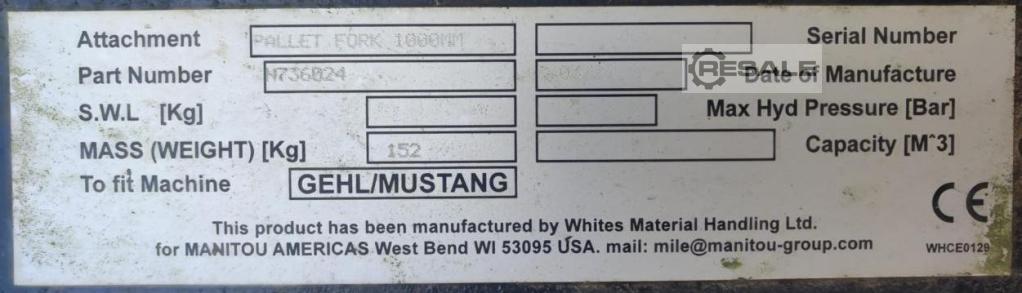 Attachment PALLET FORK 1000MM Serial Number
Part Number Date of Manufacture
RESALE
S.W.L [Kg] Max Hyd Pressure [Bar]
MASS (WEIGHT) [Kg] 152 Capacity [M^3]
To fit Machine GEHL/MUSTANG
CE
This product has been manufactured by Whites Material Handling Ltd.
for MANITOU AMERICAS West Bend WI 53095 USA. mail: mile@manitou-group.com
WHCE0129